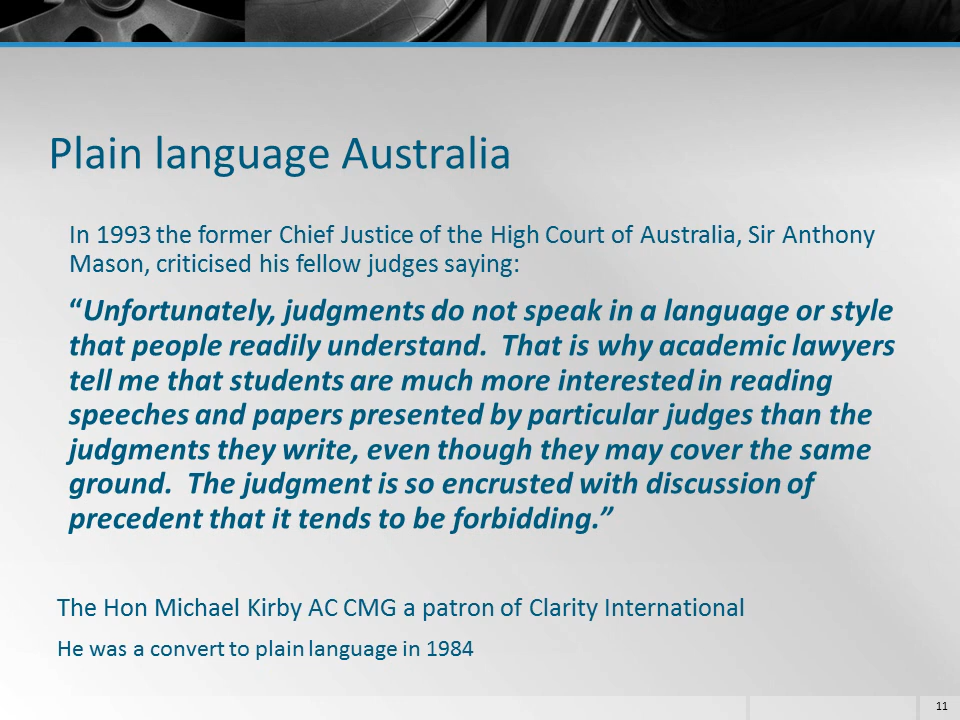 Plain language Australia
In 1993 the former Chief Justice of the High Court of Australia, Sir Anthony
Mason, criticised his fellow judges saying:
“Unfortunately, judgments do not speak in a language or style
that people readily understand.  That is why academic lawyers
tell me that students are much more interested in reading
speeches and papers presented by particular judges than the
judgments they write, even though they may cover the same
ground.  The judgment is so encrusted with discussion of
precedent that it tends to be forbidding.”
The Hon Michael Kirby AC CMG a patron of Clarity International
He was a convert to plain language in 1984
11